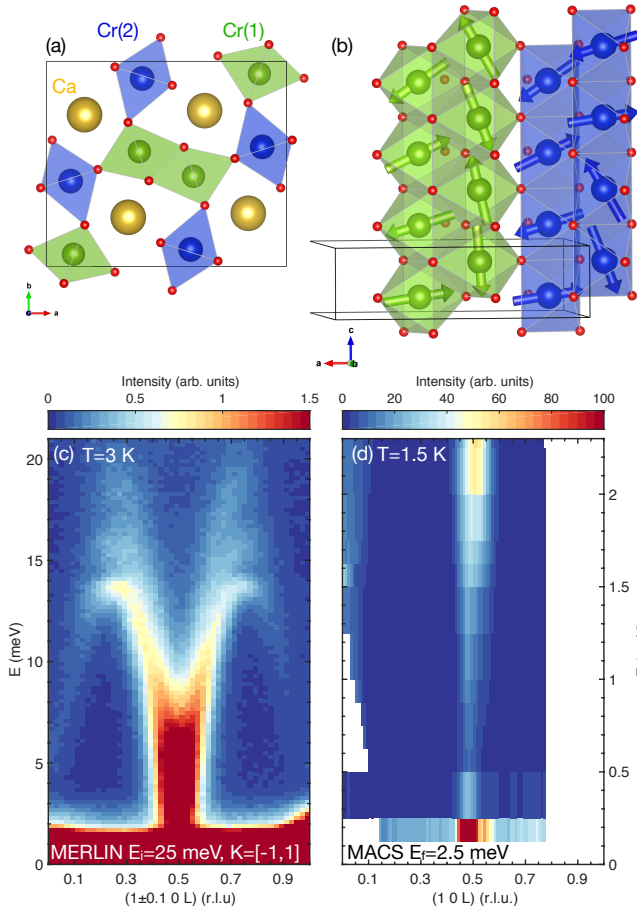 (a) Cr(2) Cr(1) (b)
Ca
b
a
c
a b
Intensity (arb. units) Intensity (arb. units)
0 0.5 1 1.5 0 20 40 60 80 100
(c) T=3 K (d) T=1.5 K
20
15
10
5
0
E (meV)
2
1.5
1
0.5
0
MERLIN Ei=25 meV, K=[-1,1] MACS Ef=2.5 meV
0.1 0.3 0.5 0.7 0.9 0.1 0.3 0.5 0.7 0.9
(1±0.1 0 L) (r.l.u) (1 0 L) (r.l.u.)